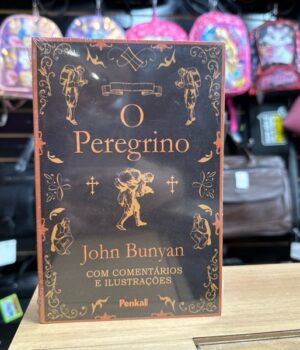 O
Peregrino
John Bunyan
COM COMENTÁRIOS
E ILUSTRAÇÕES
Penkal